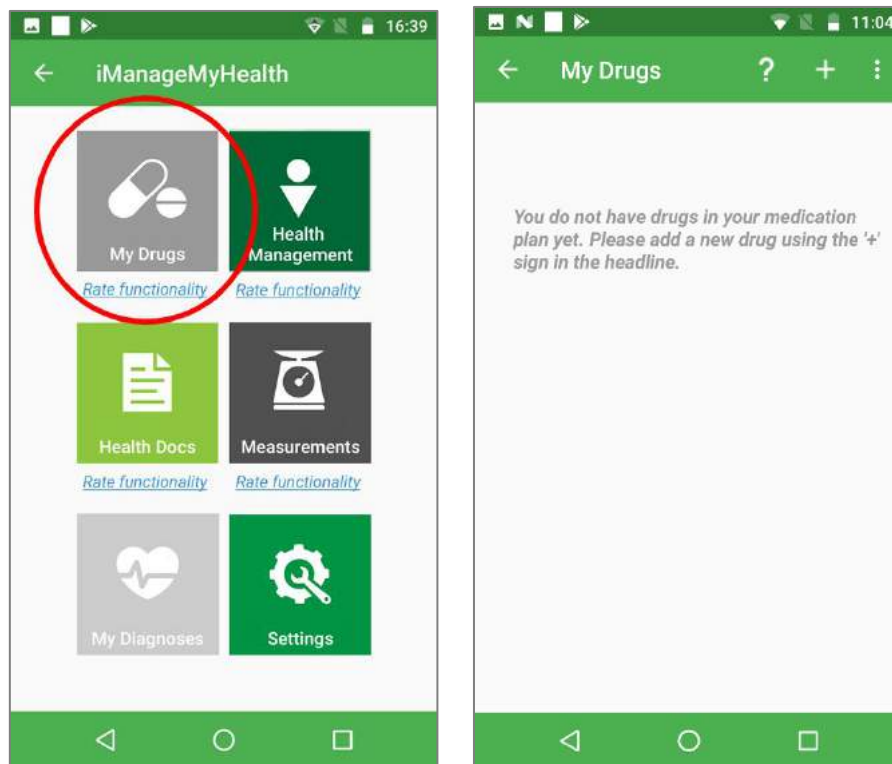 16:39
iManageMyHealth
My Drugs
Health
Management
Rate functionality
Rate functionality
Health Docs
Measurements
Rate functionality
Rate functionality
My Diagnoses
Settings
N
11:04
My Drugs ? +
You do not have drugs in your medication
plan yet. Please add a new drug using the '+'
sign in the headline.